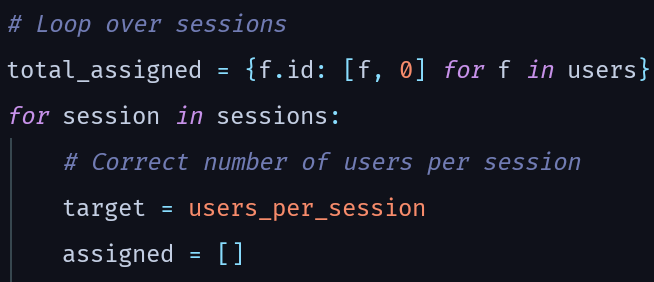 # Loop over sessions
total_assigned = {f.id: [f, 0] for f in users}
for session in sessions:
    # Correct number of users per session
    target = users_per_session
    assigned = []